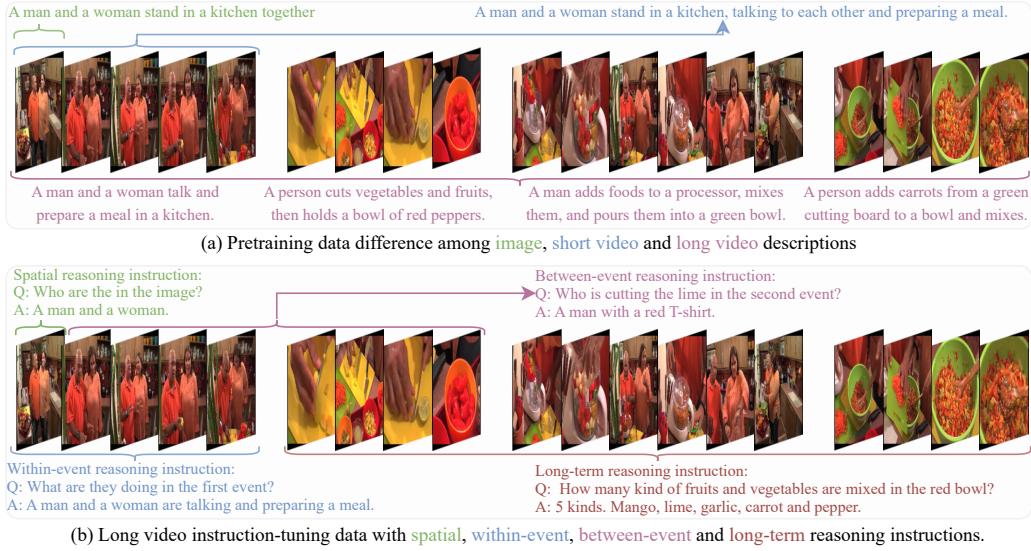 A man and a woman stand in a kitchen together
A man and a woman stand in a kitchen, talking to each other and preparing a meal.
A man and a woman talk and
prepare a meal in a kitchen.
A person cuts vegetables and fruits,
then holds a bowl of red peppers.
A man adds foods to a processor, mixes
them, and pours them into a green bowl.
A person adds carrots from a green
cutting board to a bowl and mixes.
(a) Pretraining data difference among image, short video and long video descriptions
Spatial reasoning instruction:
Q: Who are the in the image?
A: A man and a woman.
Between-event reasoning instruction:
Q: Who is cutting the lime in the second event?
A: A man with a red T-shirt.
Within-event reasoning instruction:
Q: What are they doing in the first event?
A: A man and a woman are talking and preparing a meal.
Long-term reasoning instruction:
Q: How many kind of fruits and vegetables are mixed in the red bowl?
A: 5 kinds. Mango, lime, garlic, carrot and pepper.
(b) Long video instruction-tuning data with spatial, within-event, between-event and long-term reasoning instructions.